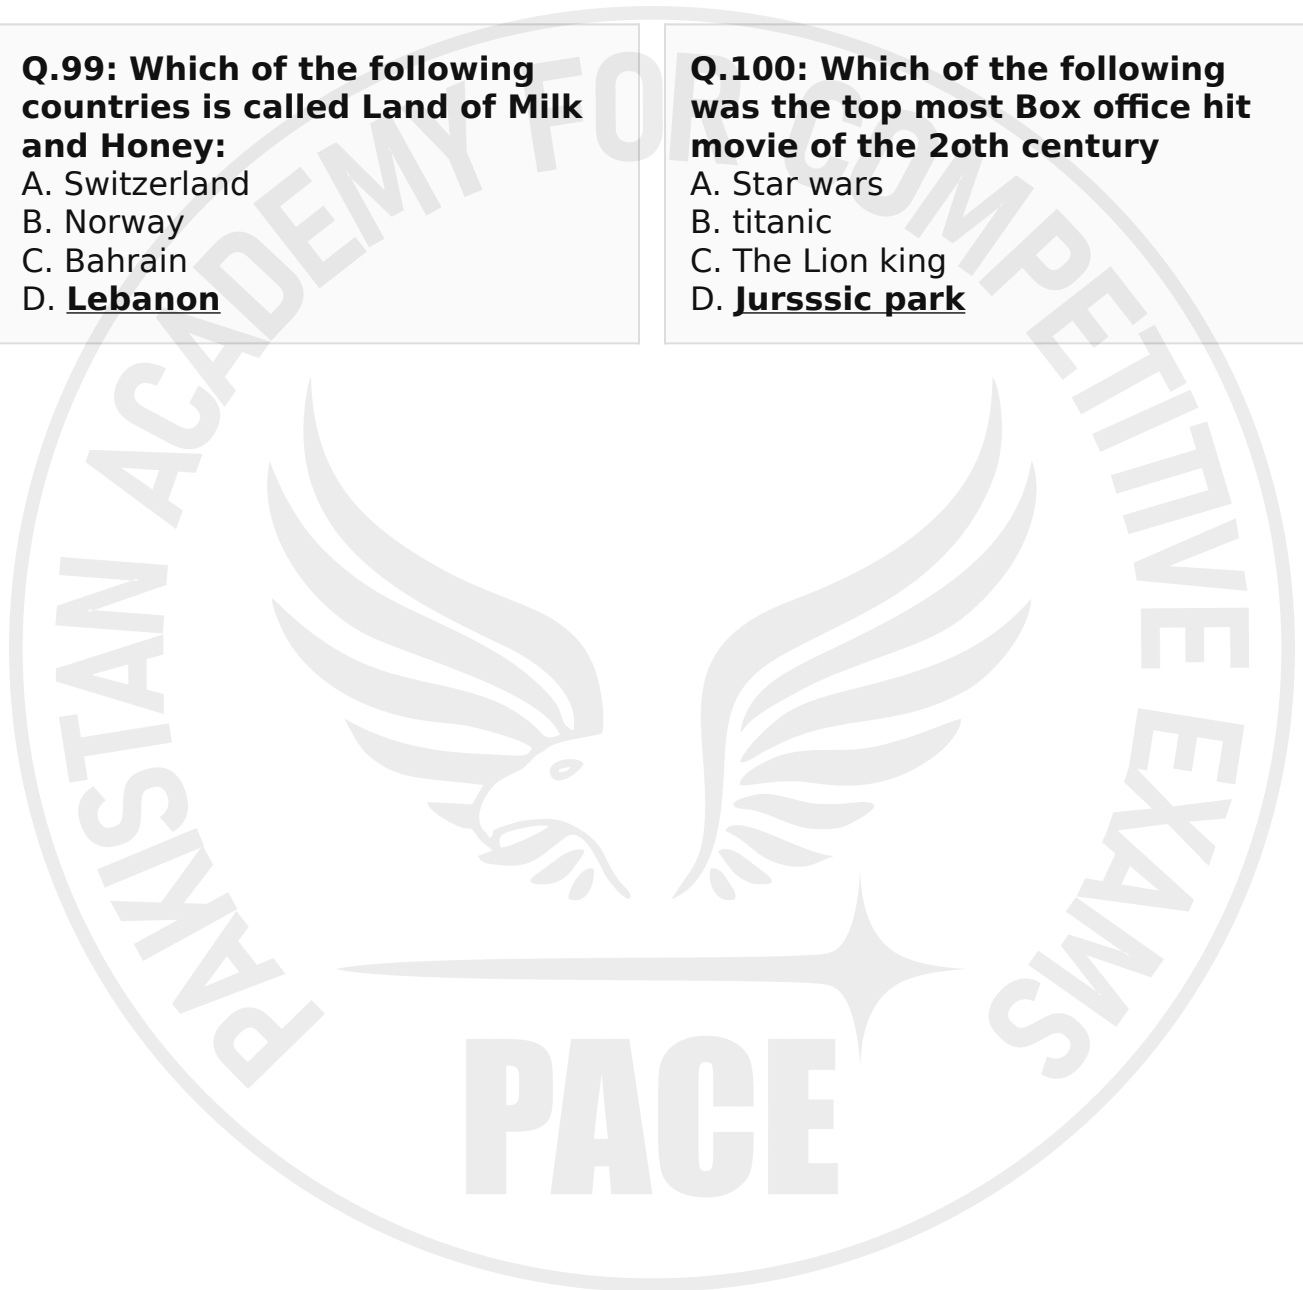 Q.99: Which of the following
countries is called Land of Milk
and Honey:
A. Switzerland
B. Norway
C. Bahrain
D. Lebanon
Q.100: Which of the following
was the top most Box office hit
movie of the 2oth century
A. Star wars
B. titanic
C. The Lion king
D. Jursssic park
PAKISTAN ACADEMY FOR COMPETITIVE EXAMS
PACE